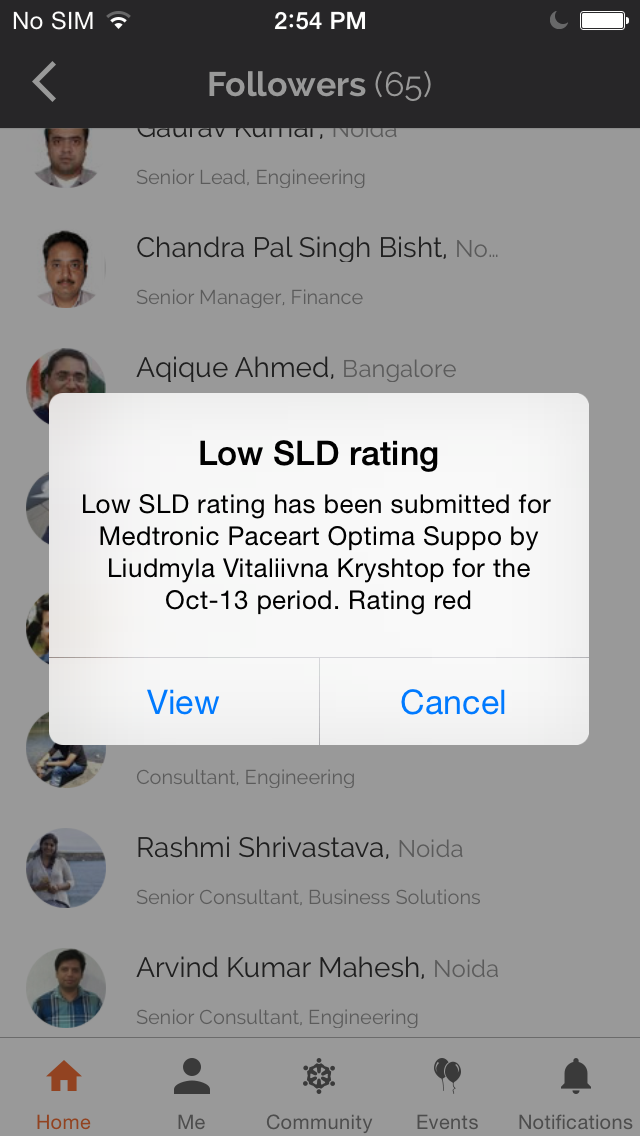 No SIM 2:54 PM
Followers (65)
Gaurav Kumar, Noida
Senior Lead, Engineering
Chandra Pal Singh Bisht, No...
Senior Manager, Finance
Aqique Ahmed, Bangalore
Low SLD rating
Low SLD rating has been submitted for
Medtronic Paceart Optima Suppo by
Liudmyla Vitaliivna Kryshtop for the
Oct-13 period. Rating red
View Cancel
Consultant, Engineering
Rashmi Shrivastava, Noida
Senior Consultant, Business Solutions
Arvind Kumar Mahesh, Noida
Senior Consultant, Engineering
Home Me Community Events Notifications